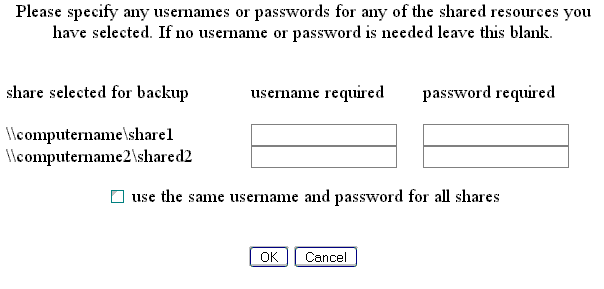 Please specify any usernames or passwords for any of the shared resources you
have selected. If no username or password is needed leave this blank.
share selected for backup username required password required
\\computername\share1
\\computername2\shared2
use the same username and password for all shares
OK Cancel